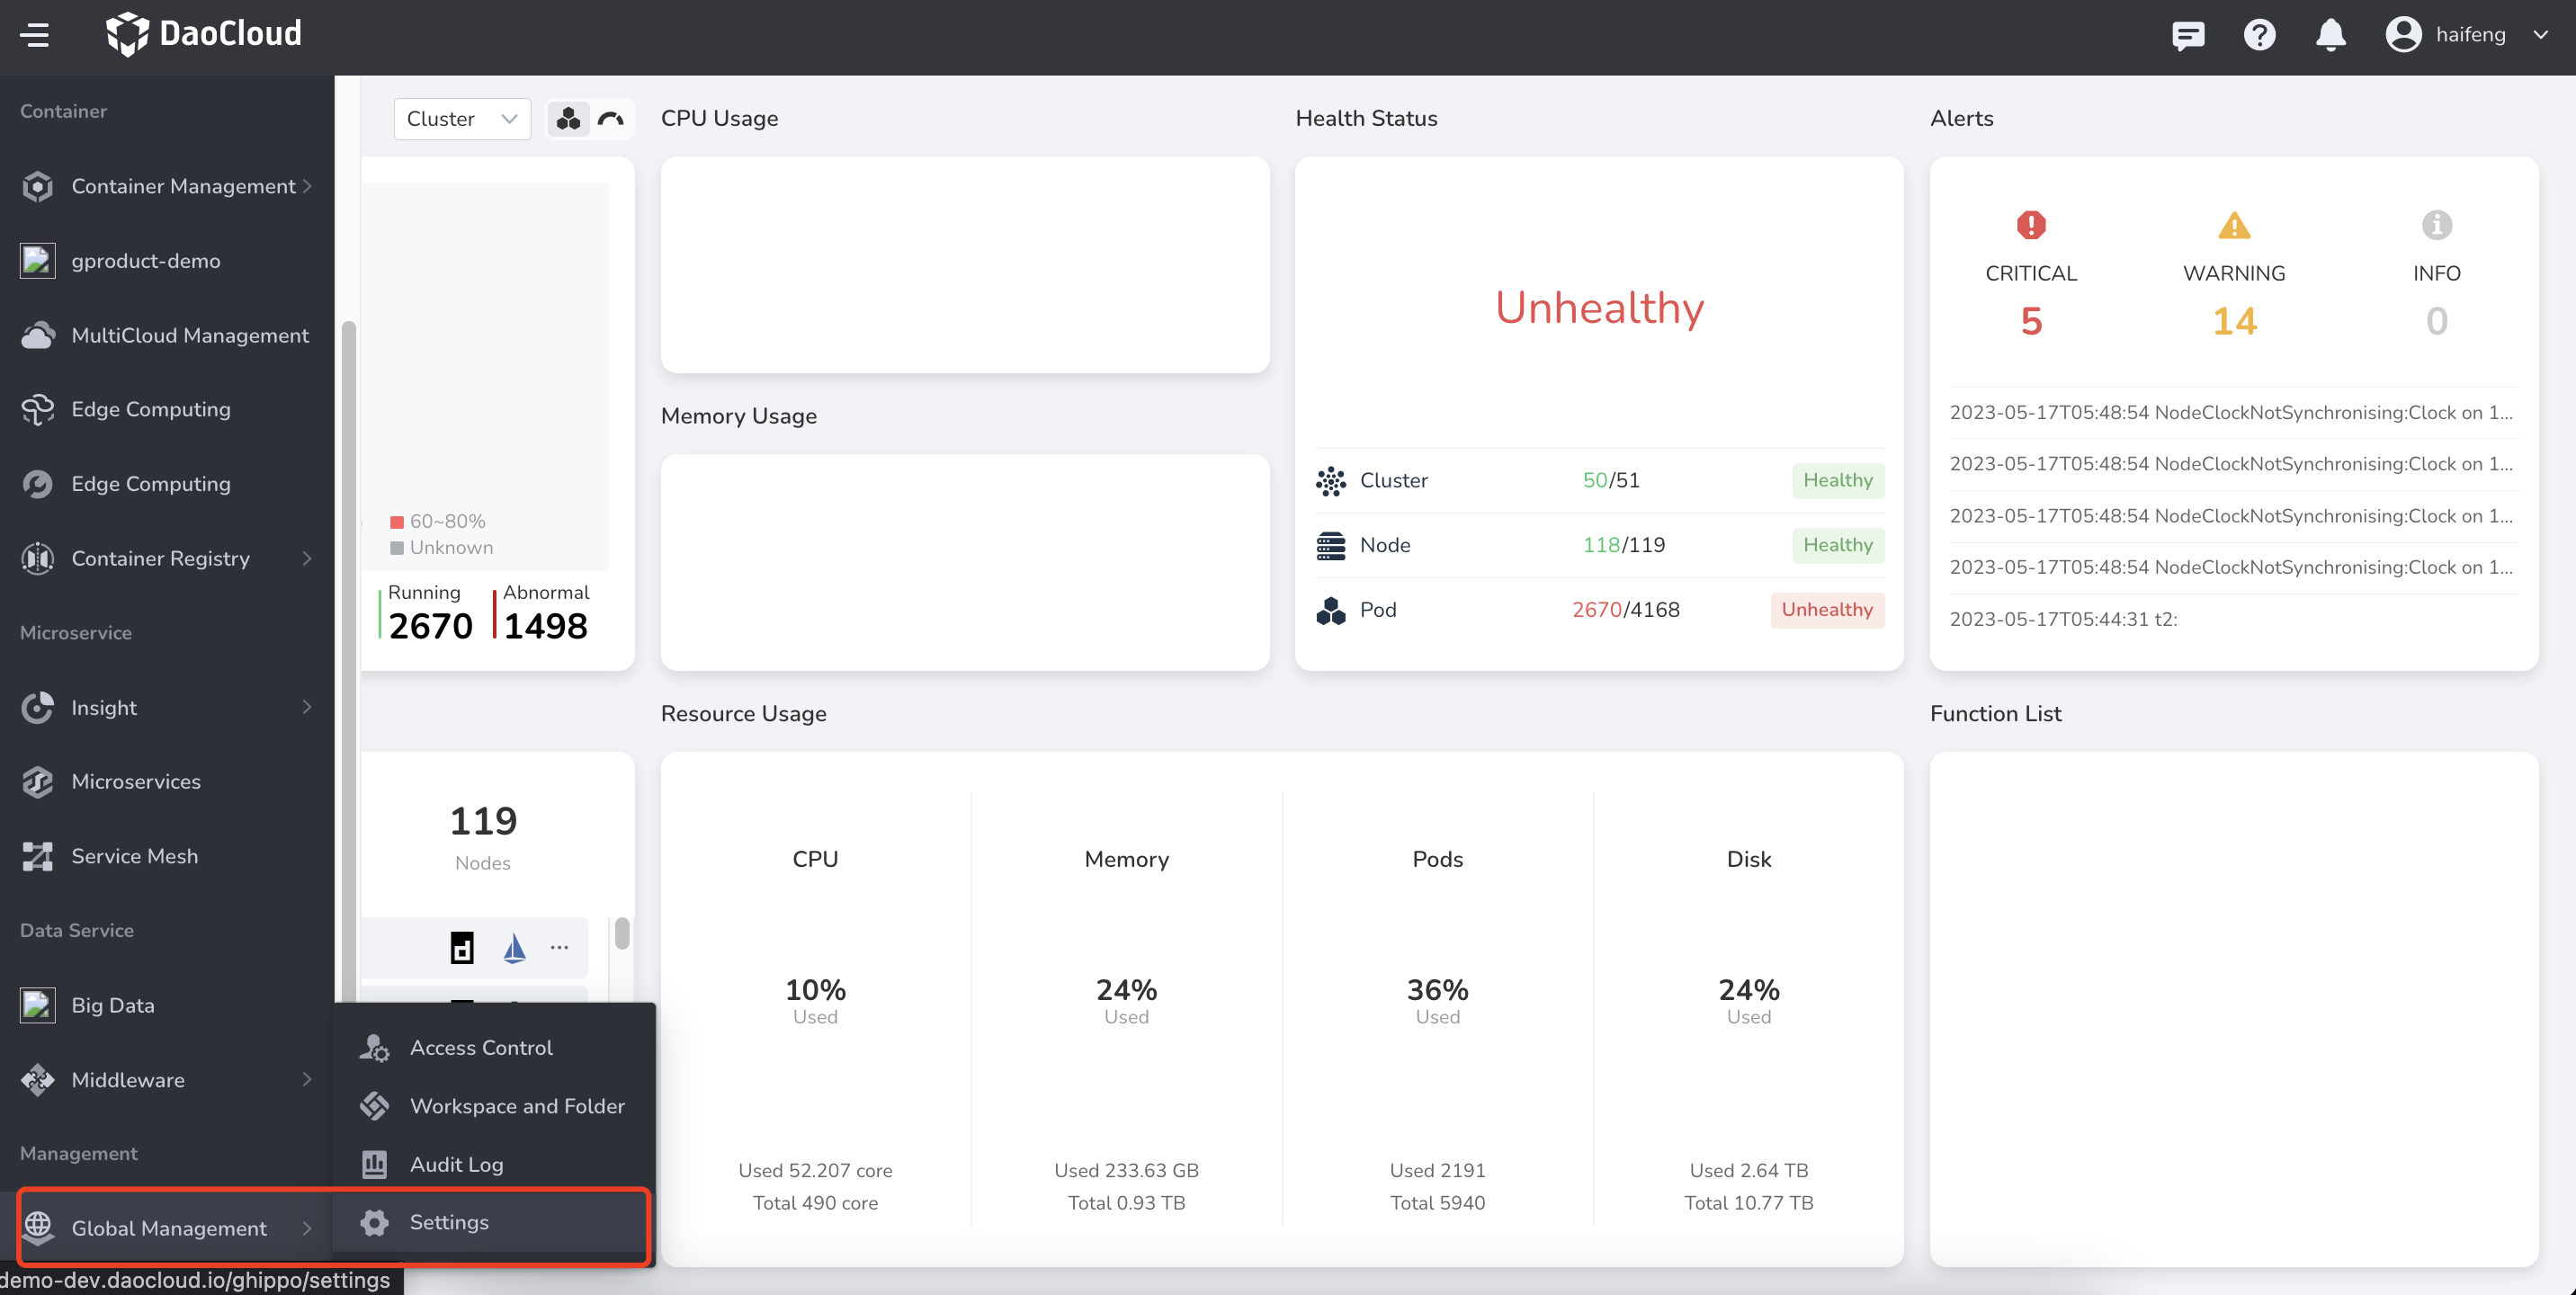 DaoCloud
haifeng
Container
Container Management
gproduct-demo
MultiCloud Management
Edge Computing
Edge Computing
Container Registry
Microservice
Insight
Microservices
Service Mesh
Data Service
Big Data
Middleware
Management
Global Management
Access Control
Workspace and Folder
Audit Log
Settings
demo-dev.daocloud.io/ghippo/settings
Cluster
60~80%
Unknown
Running
2670
Abnormal
1498
119
Nodes
CPU Usage
Memory Usage
Health Status
Unhealthy
Cluster 50/51 Healthy
Node 118/119 Healthy
Pod 2670/4168 Unhealthy
Alerts
CRITICAL WARNING INFO
5 14 0
2023-05-17T05:48:54 NodeClockNotSynchronising:Clock on 1...
2023-05-17T05:48:54 NodeClockNotSynchronising:Clock on 1...
2023-05-17T05:48:54 NodeClockNotSynchronising:Clock on 1...
2023-05-17T05:48:54 NodeClockNotSynchronising:Clock on 1...
2023-05-17T05:44:31 t2:
Resource Usage
CPU Memory Pods Disk
10% 24% 36% 24%
Used Used Used Used
Used 52.207 core Used 233.63 GB Used 2191 Used 2.64 TB
Total 490 core Total 0.93 TB Total 5940 Total 10.77 TB
Function List